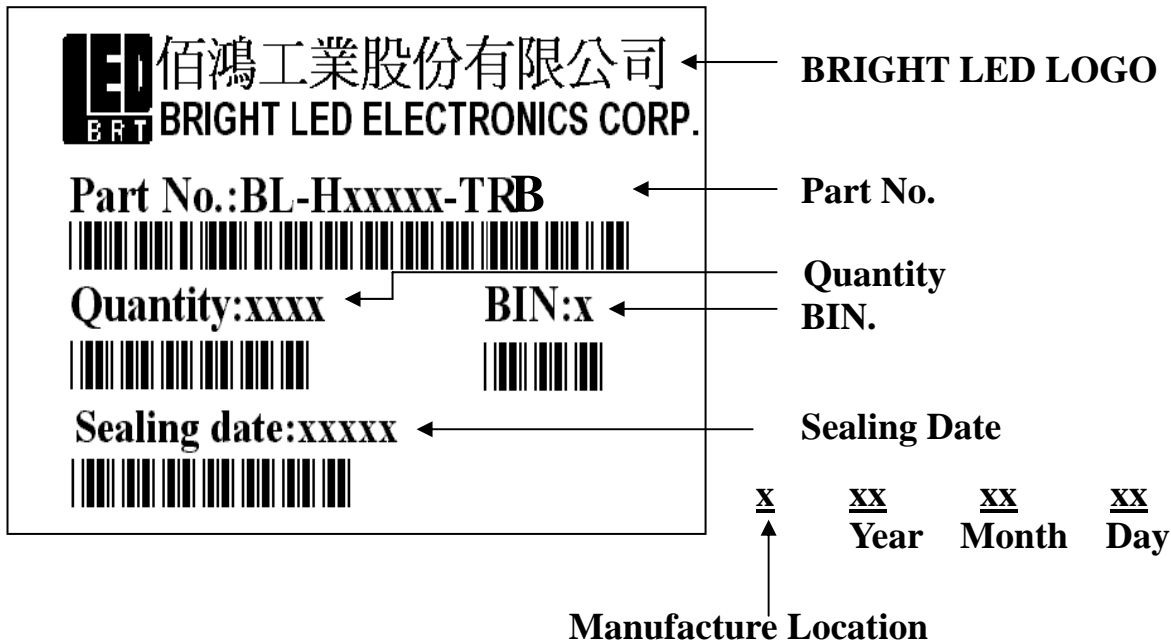 LED
BRT
佰鴻工業股份有限公司
BRIGHT LED ELECTRONICS CORP.
BRIGHT LED LOGO
Part No.:BL-Hxxxxx-TRB
Part No.
Quantity:xxxx
BIN:x
Quantity
BIN.
Sealing date:xxxxx
Sealing Date
x xx xx xx
Year Month Day
Manufacture Location